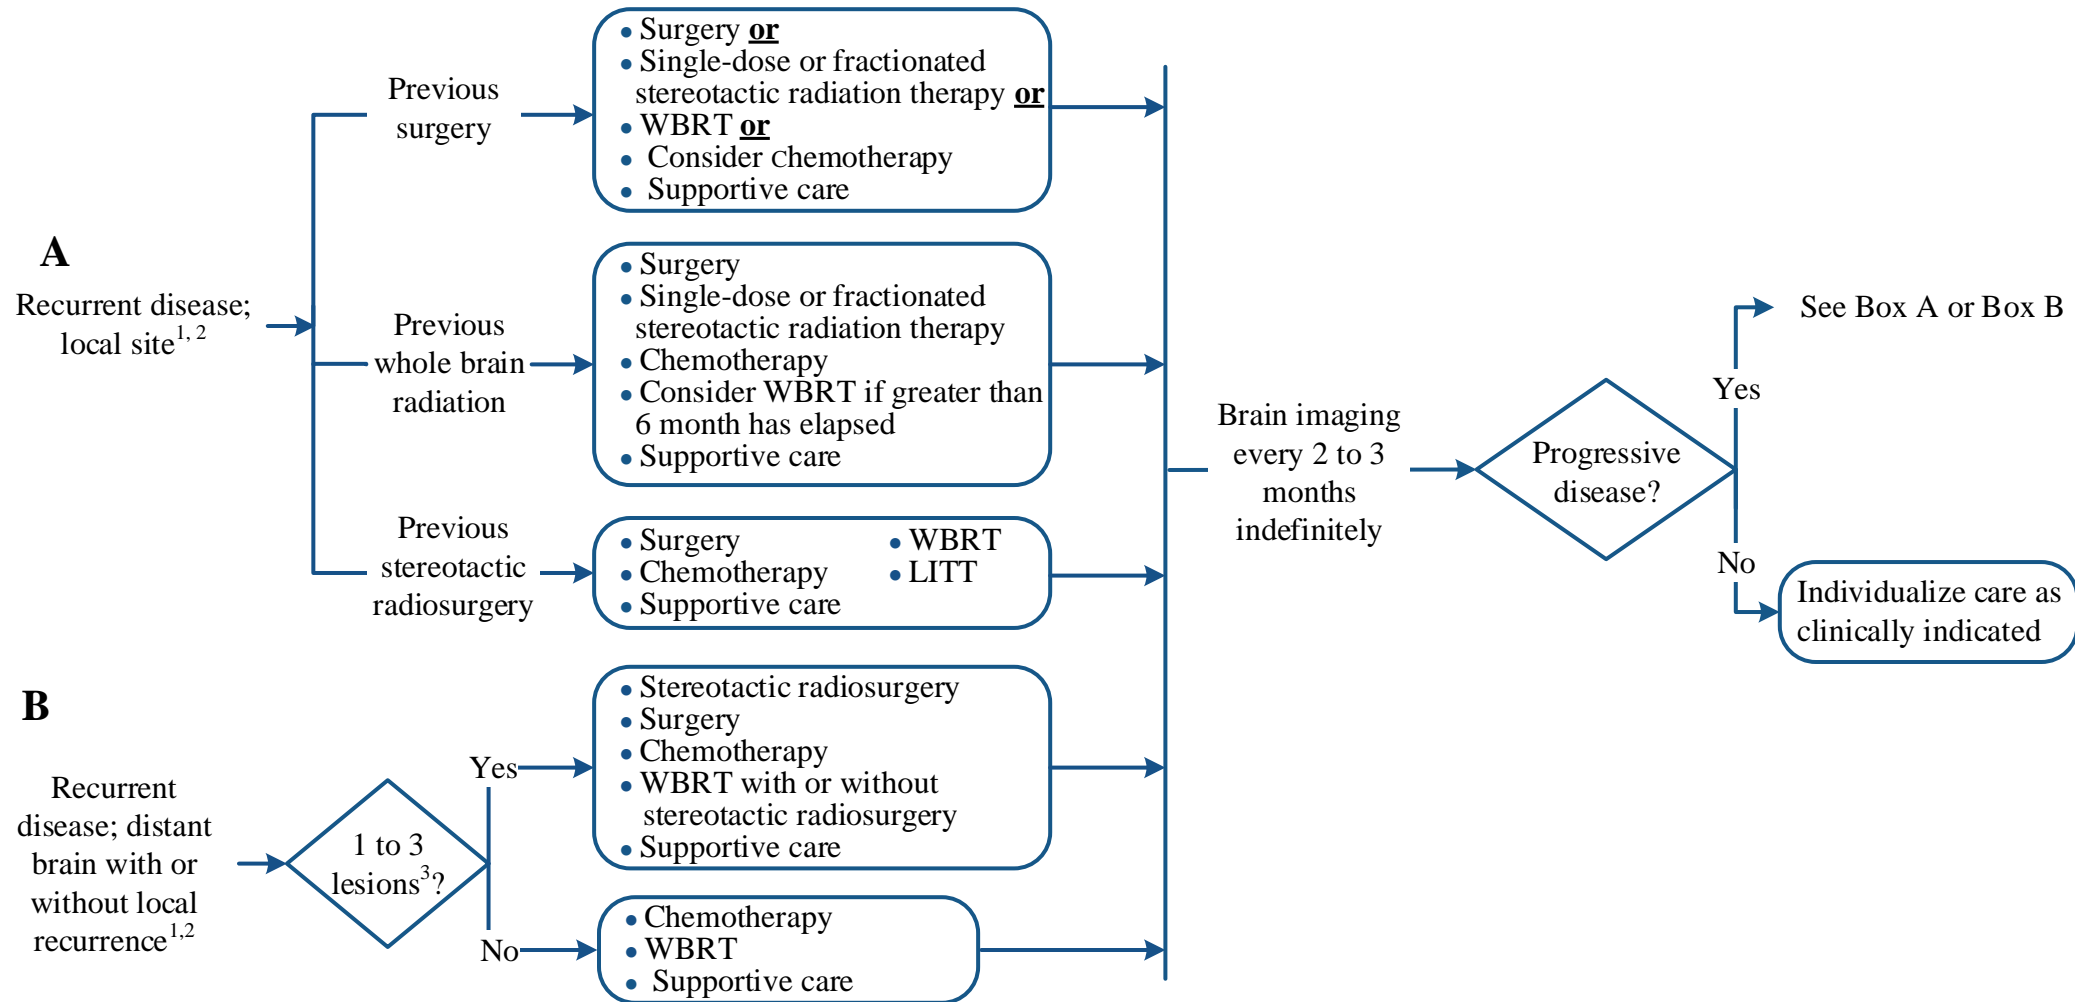 A
Recurrent disease;
local site1, 2
Previous
surgery
• Surgery or
• Single-dose or fractionated
stereotactic radiation therapy or
• WBRT or
• Consider Chemotherapy
• Supportive care
Previous
whole brain
radiation
• Surgery
• Single-dose or fractionated
stereotactic radiation therapy
• Chemotherapy
• Consider WBRT if greater than
6 month has elapsed
• Supportive care
Previous
stereotactic
radiosurgery
• Surgery
• Chemotherapy
• Supportive care
• WBRT
• LITT
B
Recurrent
disease; distant
brain with or
without local
recurrence1,2
1 to 3
lesions3?
Yes
• Stereotactic radiosurgery
• Surgery
• Chemotherapy
• WBRT with or without
stereotactic radiosurgery
• Supportive care
No
• Chemotherapy
• WBRT
• Supportive care
Brain imaging
every 2 to 3
months
indefinitely
Progressive
disease?
Yes
See Box A or Box B
No
Individualize care as
clinically indicated